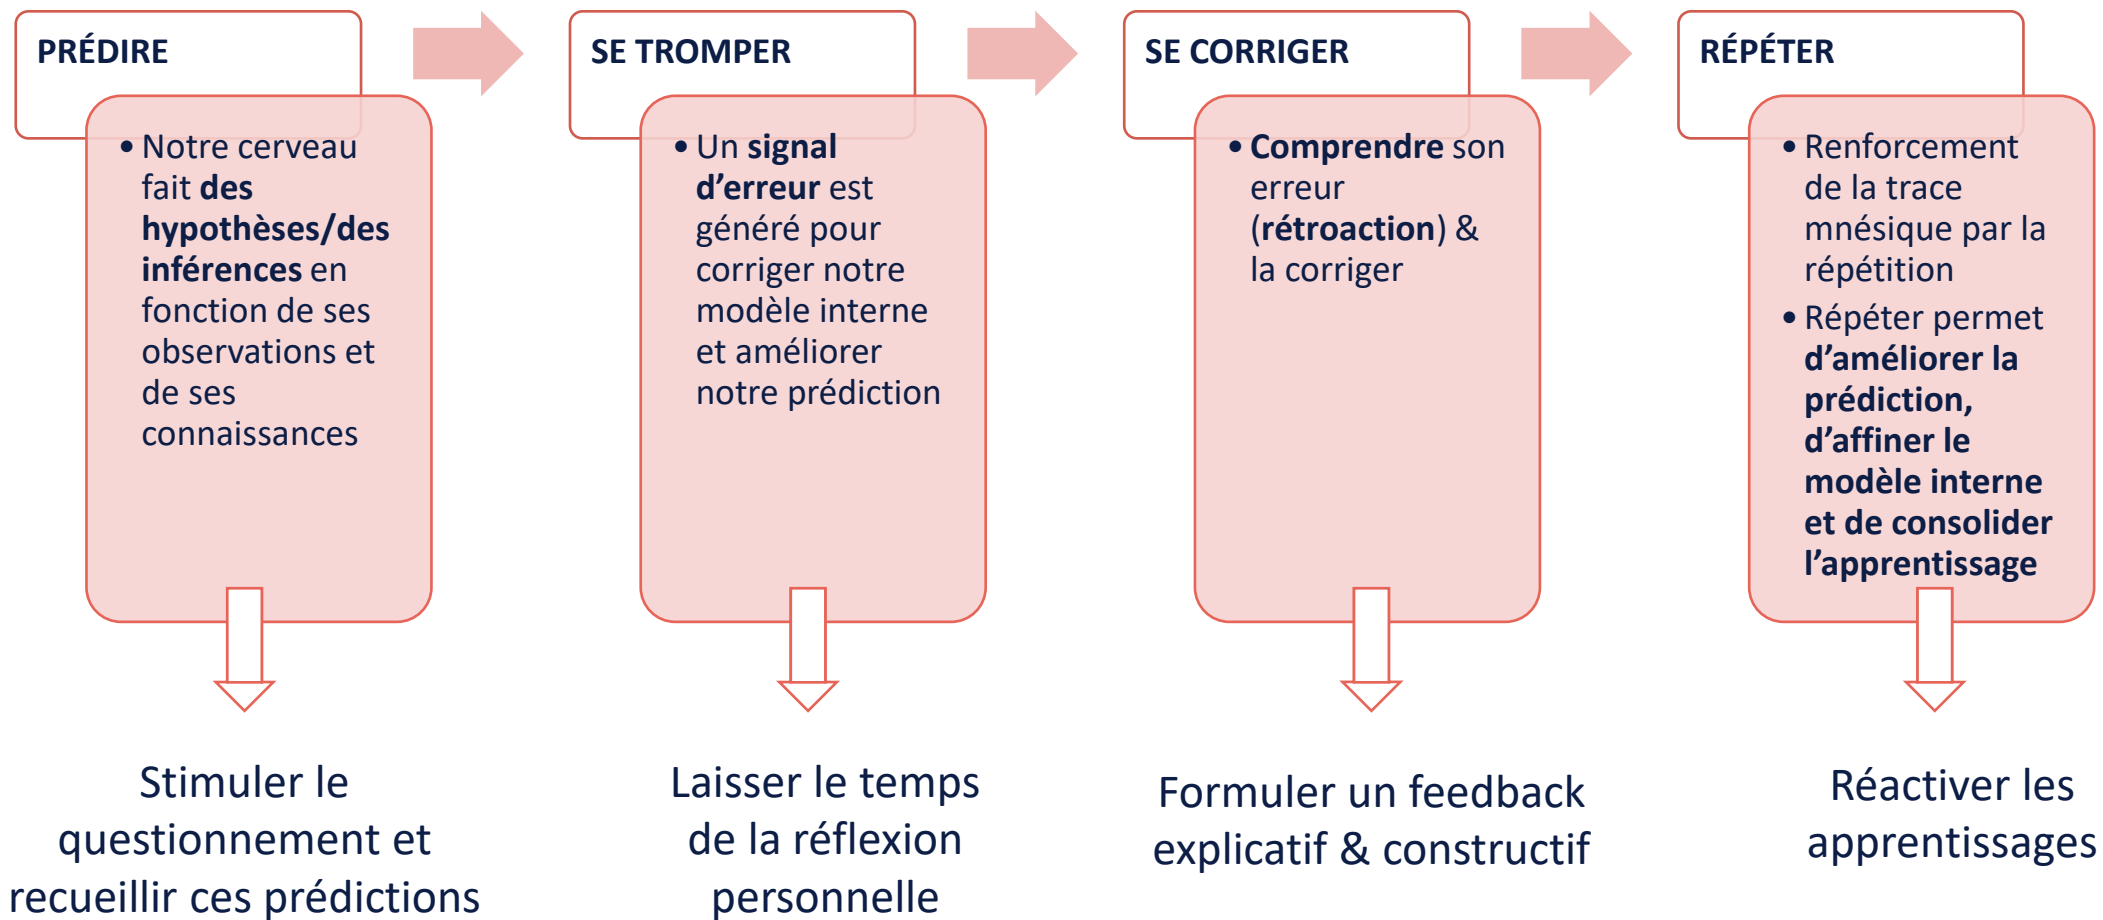 PRÉDIRE
• Notre cerveau
fait des
hypothèses/des
inférences en
fonction de ses
observations et
de ses
connaissances
Stimuler le
questionnement et
recueillir ces prédictions
SE TROMPER
• Un signal
d’erreur est
généré pour
corriger notre
modèle interne
et améliorer
notre prédiction
Laisser le temps
de la réflexion
personnelle
SE CORRIGER
• Comprendre son
erreur
(rétroaction) &
la corriger
Formuler un feedback
explicatif & constructif
RÉPÉTER
• Renforcement
de la trace
mnésique par la
répétition
• Répéter permet
d’améliorer la
prédiction,
d’affiner le
modèle interne
et de consolider
l’apprentissage
Réactiver les
apprentissages